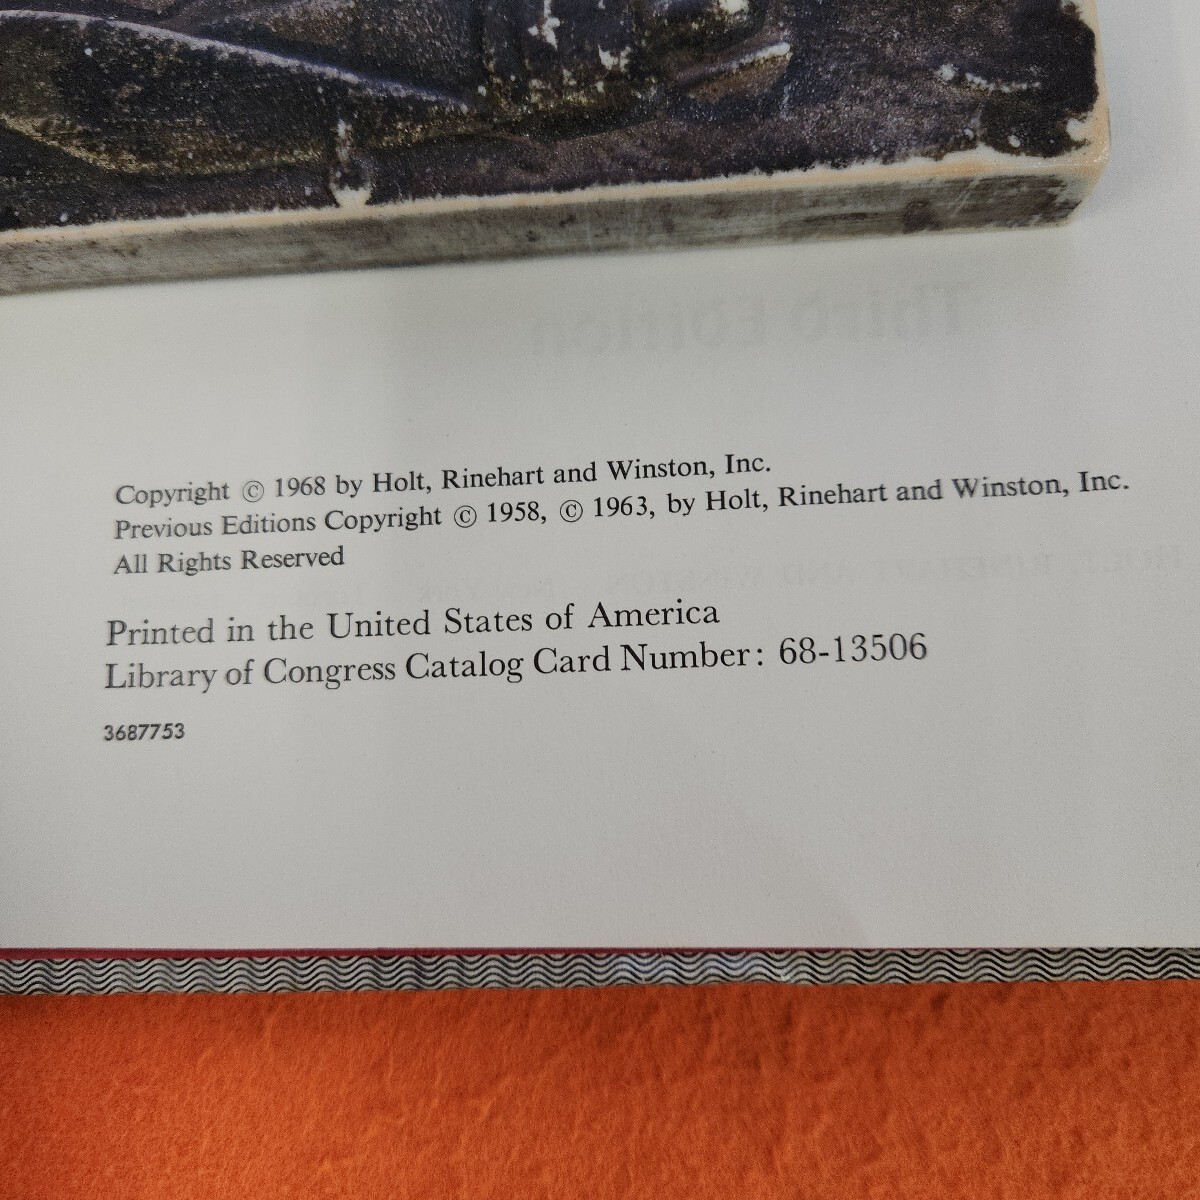 Third Edition
Copyright © 1968 by Holt, Rinehart and Winston, Inc.
Previous Editions Copyright © 1958, © 1963, by Holt, Rinehart and Winston, Inc.
All Rights Reserved
Printed in the United States of America
Library of Congress Catalog Card Number: 68-13506
3687753